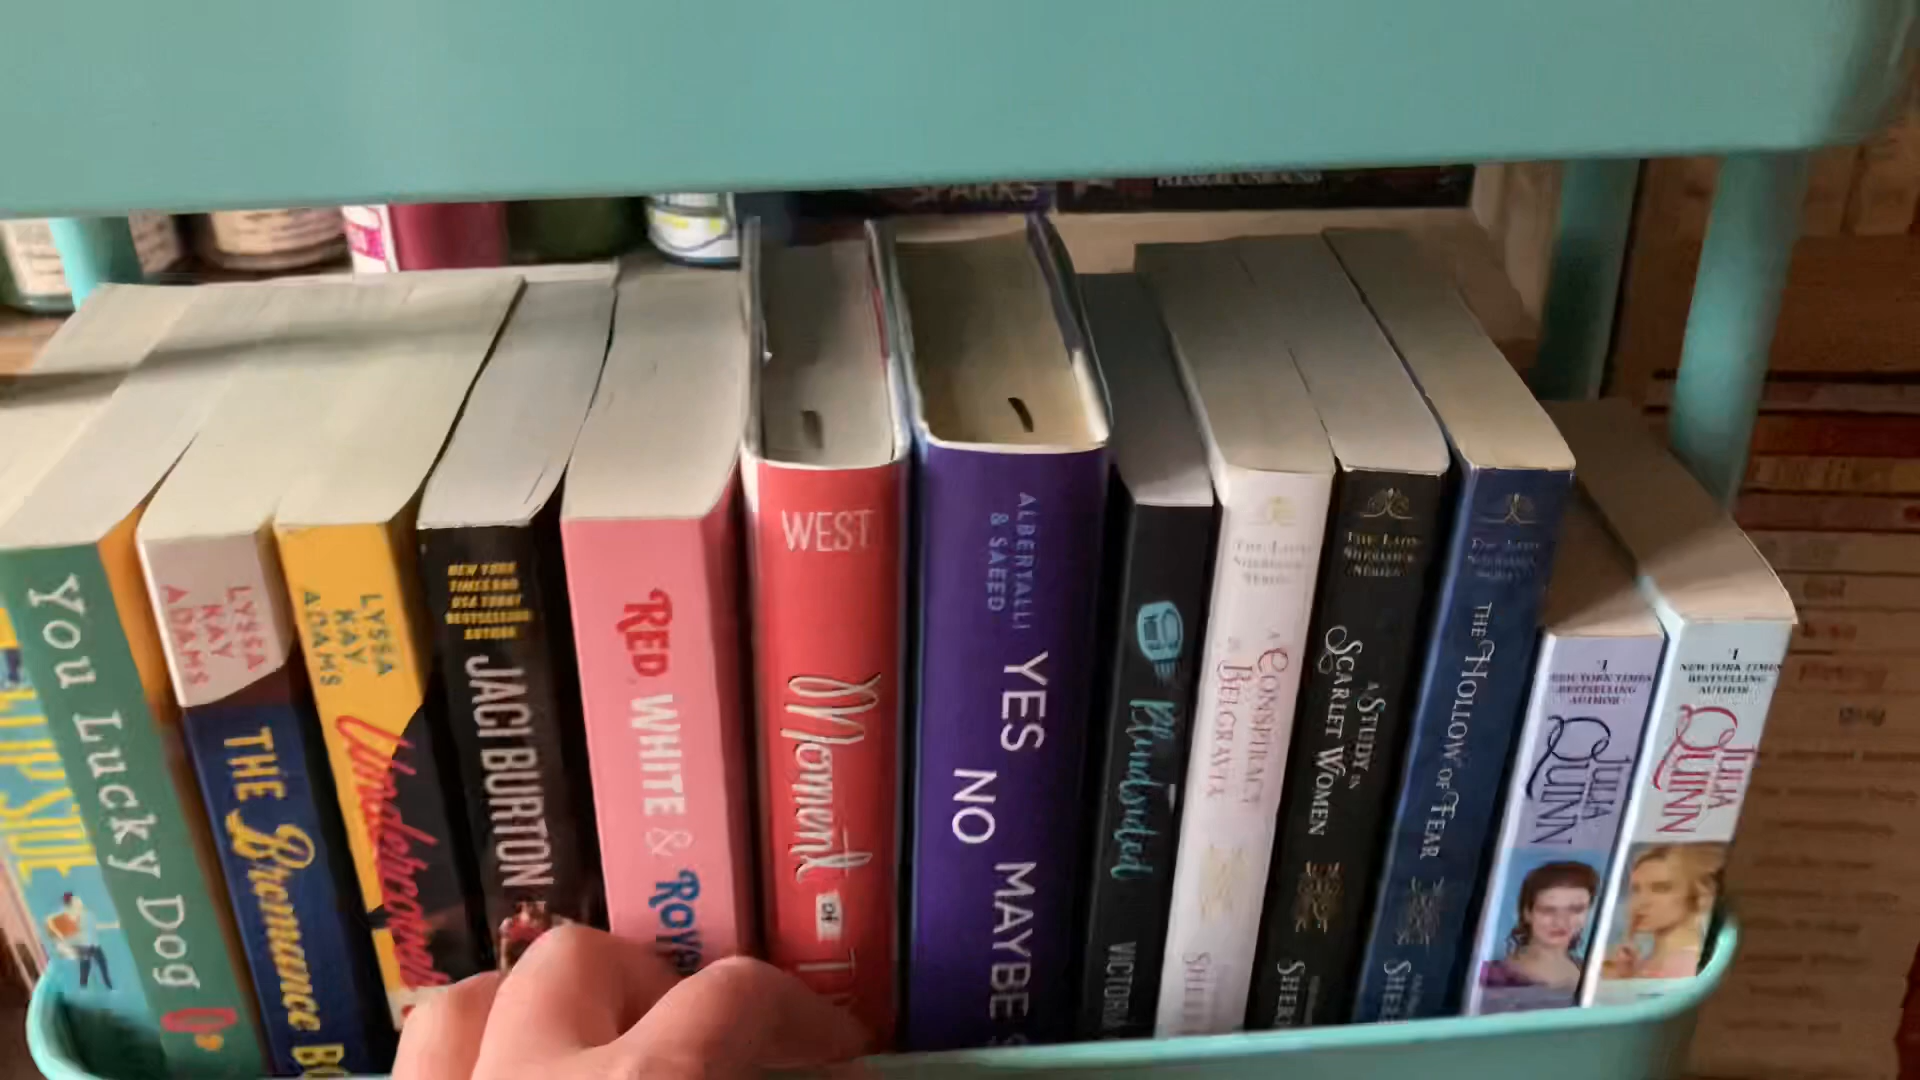 SPARKS
FLIP SIDE
You Lucky Dog
LYSSA
KAY
ADAMS
THE Bromance
LYSSA
KAY
ADAMS
Undercover
NEW YORK
TIMES AND
USA TODAY
BESTSELLING
AUTHOR
JACI BURTON
RED, WHITE & ROY
WEST
Moment of
ALBERTALLI
& SAEED
YES NO MAYBE
Blindsided
VICTORIA
THE LADY
SHERLOCK
SERIES
A CONSPIRACY
IN BELGRAVIA
SHER
THE LADY
SHERLOCK
SERIES
A STUDY IN
SCARLET WOMEN
SHER
THE LADY
SHERLOCK
SERIES
THE HOLLOW OF FEAR
SHER
#1
NEW YORK TIMES
BESTSELLING
AUTHOR
JULIA
QUINN
#1
NEW YORK TIMES
BESTSELLING
AUTHOR
JULIA
QUINN